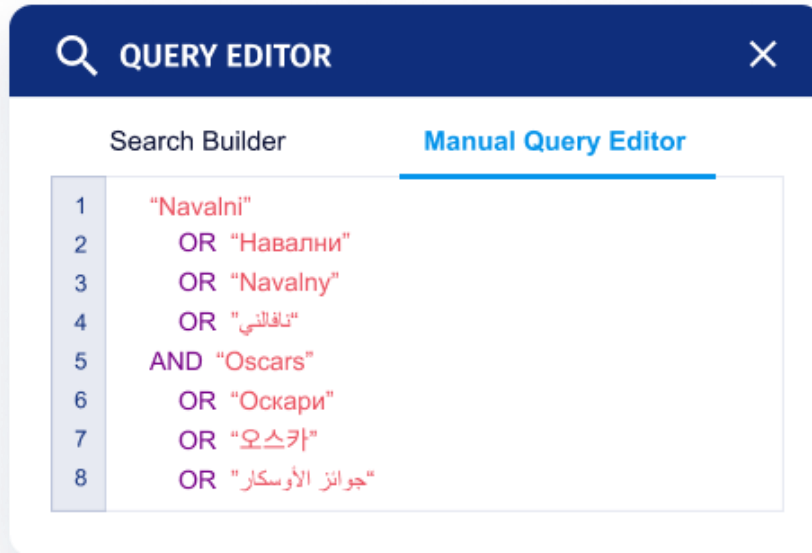 QUERY EDITOR
Search Builder
Manual Query Editor
1 “Navalni”
2 OR “Навални”
3 OR “Navalny”
4 OR “نافالني”
5 AND “Oscars”
6 OR “Оскари”
7 OR “오스카”
8 OR “جوائز الأوسكار”